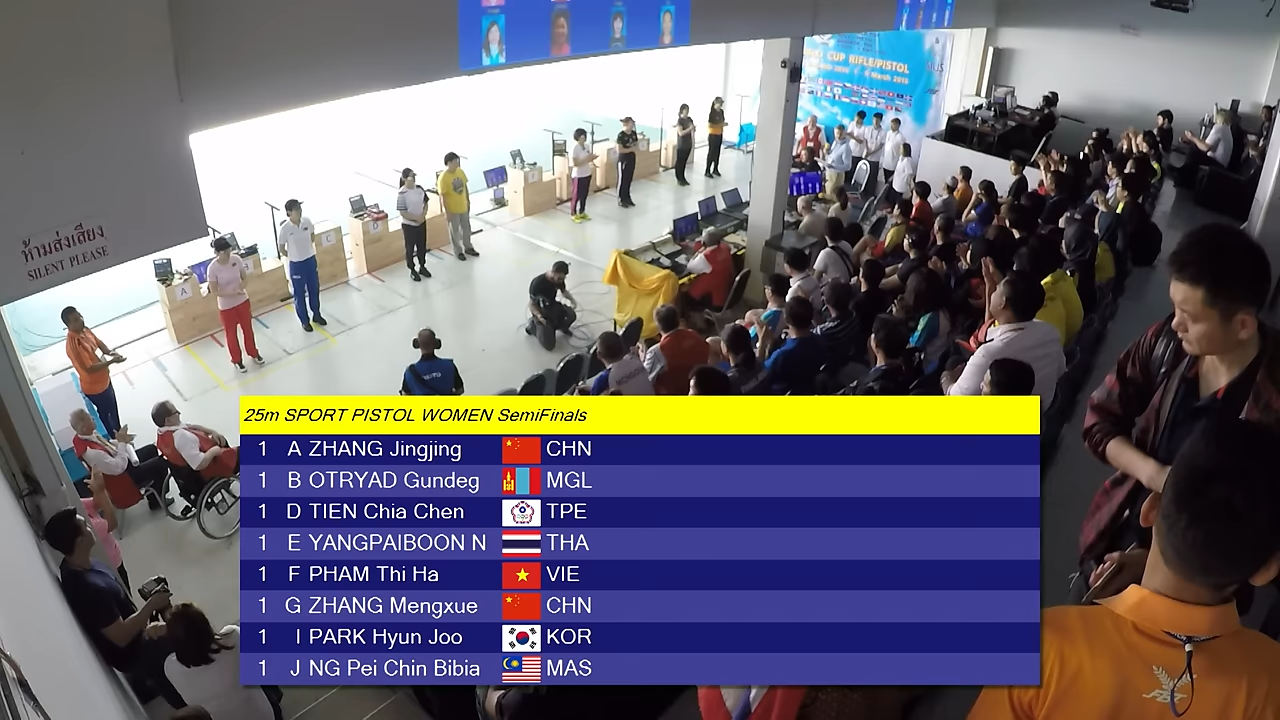 CUP RIFLE/PISTOL
ห้ามส่งเสียง
SILENT PLEASE
A
C
D
25m SPORT PISTOL WOMEN SemiFinals
1 A ZHANG Jingjing CHN
1 B OTRYAD Gundeg MGL
1 D TIEN Chia Chen TPE
1 E YANGPAIBOON N THA
1 F PHAM Thi Ha VIE
1 G ZHANG Mengxue CHN
1 I PARK Hyun Joo KOR
1 J NG Pei Chin Bibia MAS